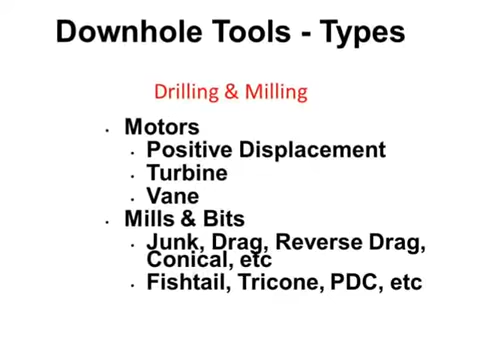 Downhole Tools - Types
Drilling & Milling
• Motors
• Positive Displacement
• Turbine
• Vane
• Mills & Bits
• Junk, Drag, Reverse Drag,
Conical, etc
• Fishtail, Tricone, PDC, etc